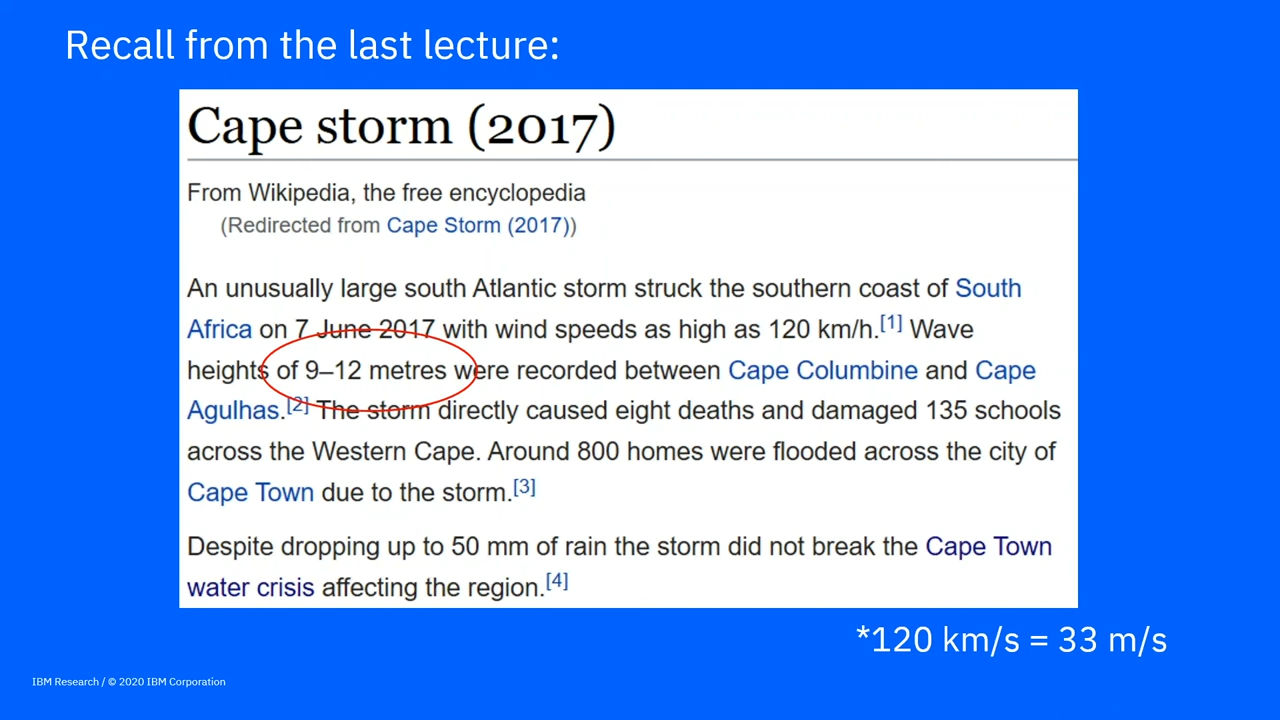 Recall from the last lecture:
Cape storm (2017)
From Wikipedia, the free encyclopedia
(Redirected from Cape Storm (2017))
An unusually large south Atlantic storm struck the southern coast of South
Africa on 7 June 2017 with wind speeds as high as 120 km/h.[1] Wave
heights of 9–12 metres were recorded between Cape Columbine and Cape
Agulhas.[2] The storm directly caused eight deaths and damaged 135 schools
across the Western Cape. Around 800 homes were flooded across the city of
Cape Town due to the storm.[3]
Despite dropping up to 50 mm of rain the storm did not break the Cape Town
water crisis affecting the region.[4]
*120 km/s = 33 m/s
IBM Research / © 2020 IBM Corporation